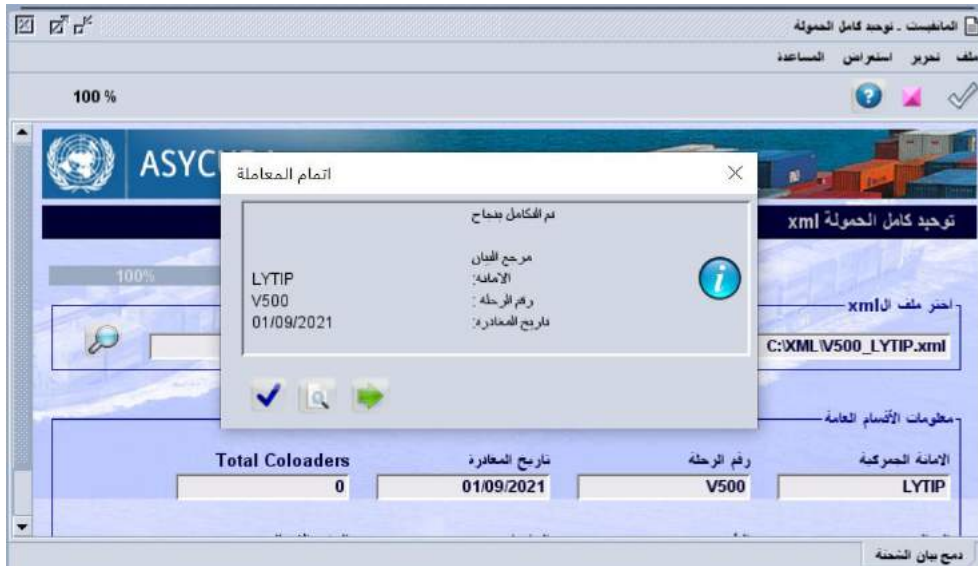 المانفيست - توحيد كامل الحمولة
ملف تحرير استعراض المساعدة
100 %
ASYC
توحيد كامل الحمولة xml
100%
اختر ملف الxml
C:\XML\V500_LYTIP.xml
اتمام المعاملة
تم التكامل بنجاح
مرجع البيان
الامانة: LYTIP
رقم الرحلة : V500
تاريخ المغادرة: 01/09/2021
معلومات الأقسام العامة
الامانة الجمركية رقم الرحلة تاريخ المغادرة Total Coloaders
LYTIP V500 01/09/2021 0
دمج بيان الشحنة